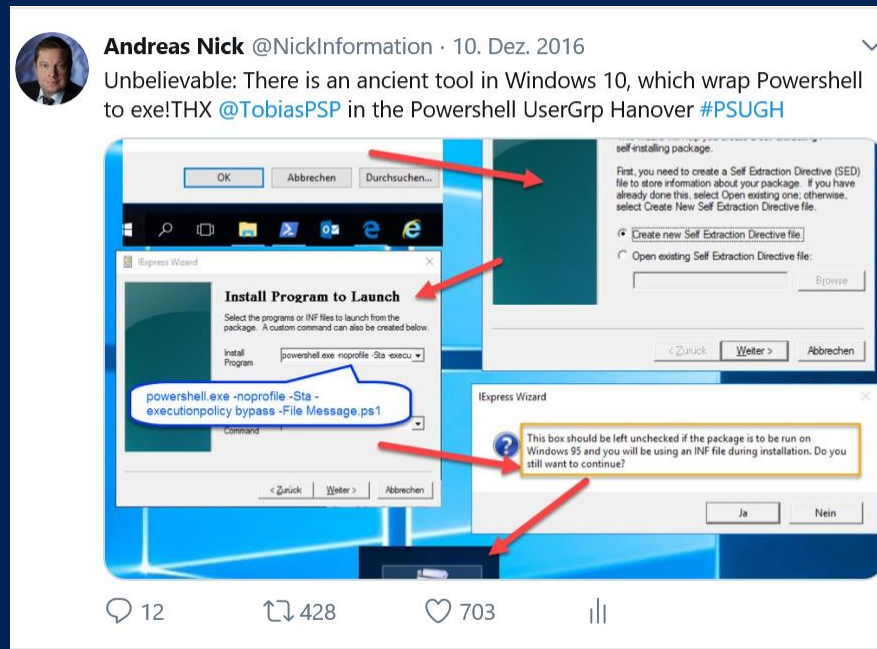 Andreas Nick @NickInformation · 10. Dez. 2016
Unbelievable: There is an ancient tool in Windows 10, which wrap Powershell
to exe!THX @TobiasPSP in the Powershell UserGrp Hanover #PSUGH
OK Abbrechen Durchsuchen...
self-installing package.
First, you need to create a Self Extraction Directive (SED)
file to store information about your package. If you have
already done this, select Open existing one; otherwise,
select Create New Self Extraction Directive file.
Create new Self Extraction Directive file.
Open existing Self Extraction Directive file:
Browse
< Zurück Weiter > Abbrechen
IExpress Wizard
Install Program to Launch
Select the programs or INF files to launch from the
package. A custom command can also be created below.
Install
Program
powershell.exe -noprofile -Sta -execu
powershell.exe -noprofile -Sta -
executionpolicy bypass -File Message.ps1
Command
< Zurück Weiter > Abbrechen
IExpress Wizard
This box should be left unchecked if the package is to be run on
Windows 95 and you will be using an INF file during installation. Do you
still want to continue?
Ja Nein
12 428 703